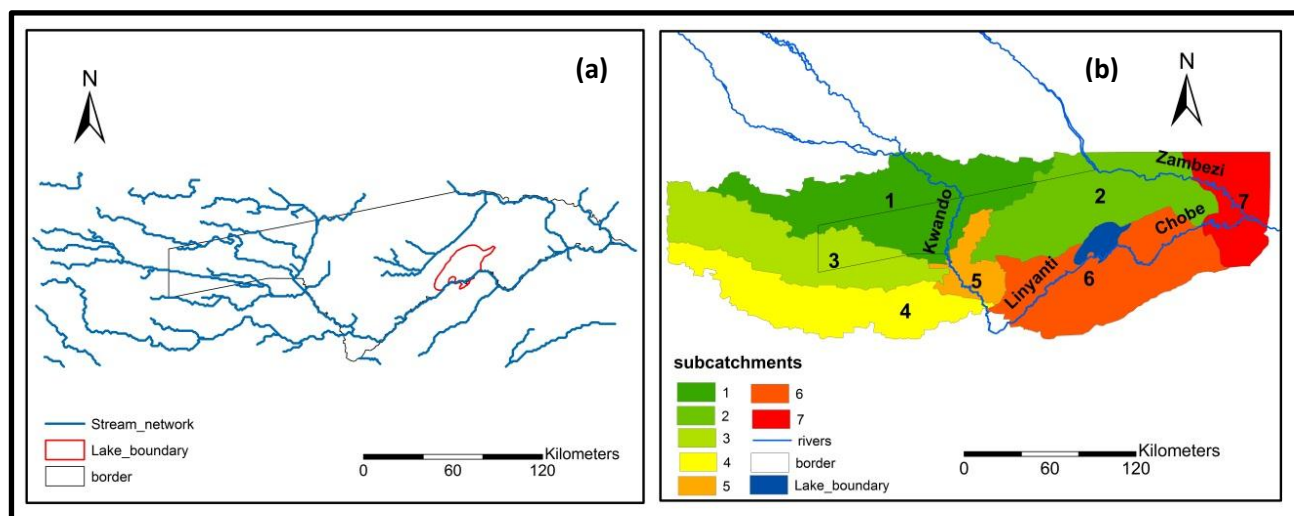 (a)
N
Stream_network
Lake_boundary
border
Kilometers
0 60 120
(b)
N
Zambezi
1
2
7
Kwando
Chobe
3
Linyanti
5
6
4
subcatchments
1
2
3
4
5
6
7
rivers
border
Lake_boundary
Kilometers
0 60 120